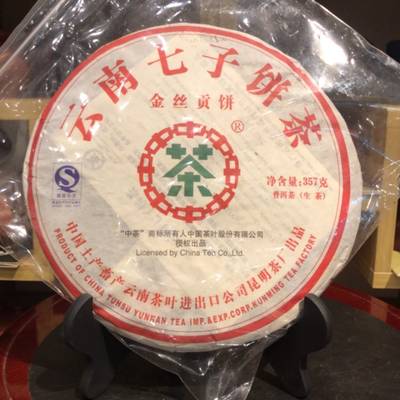 云南七子饼茶
金丝贡饼
茶
®
净含量:357克
普洱茶(生茶)
"中茶"商标所有人中国茶叶股份有限公司
授权出品
Licensed by China Tea Co., Ltd.
中国土产畜产云南茶叶进出口公司昆明茶厂出品
PRODUCT OF CHINA TUHSU YUNNAN TEA IMP.&EXP.CORP.KUNMING TEA FACTORY